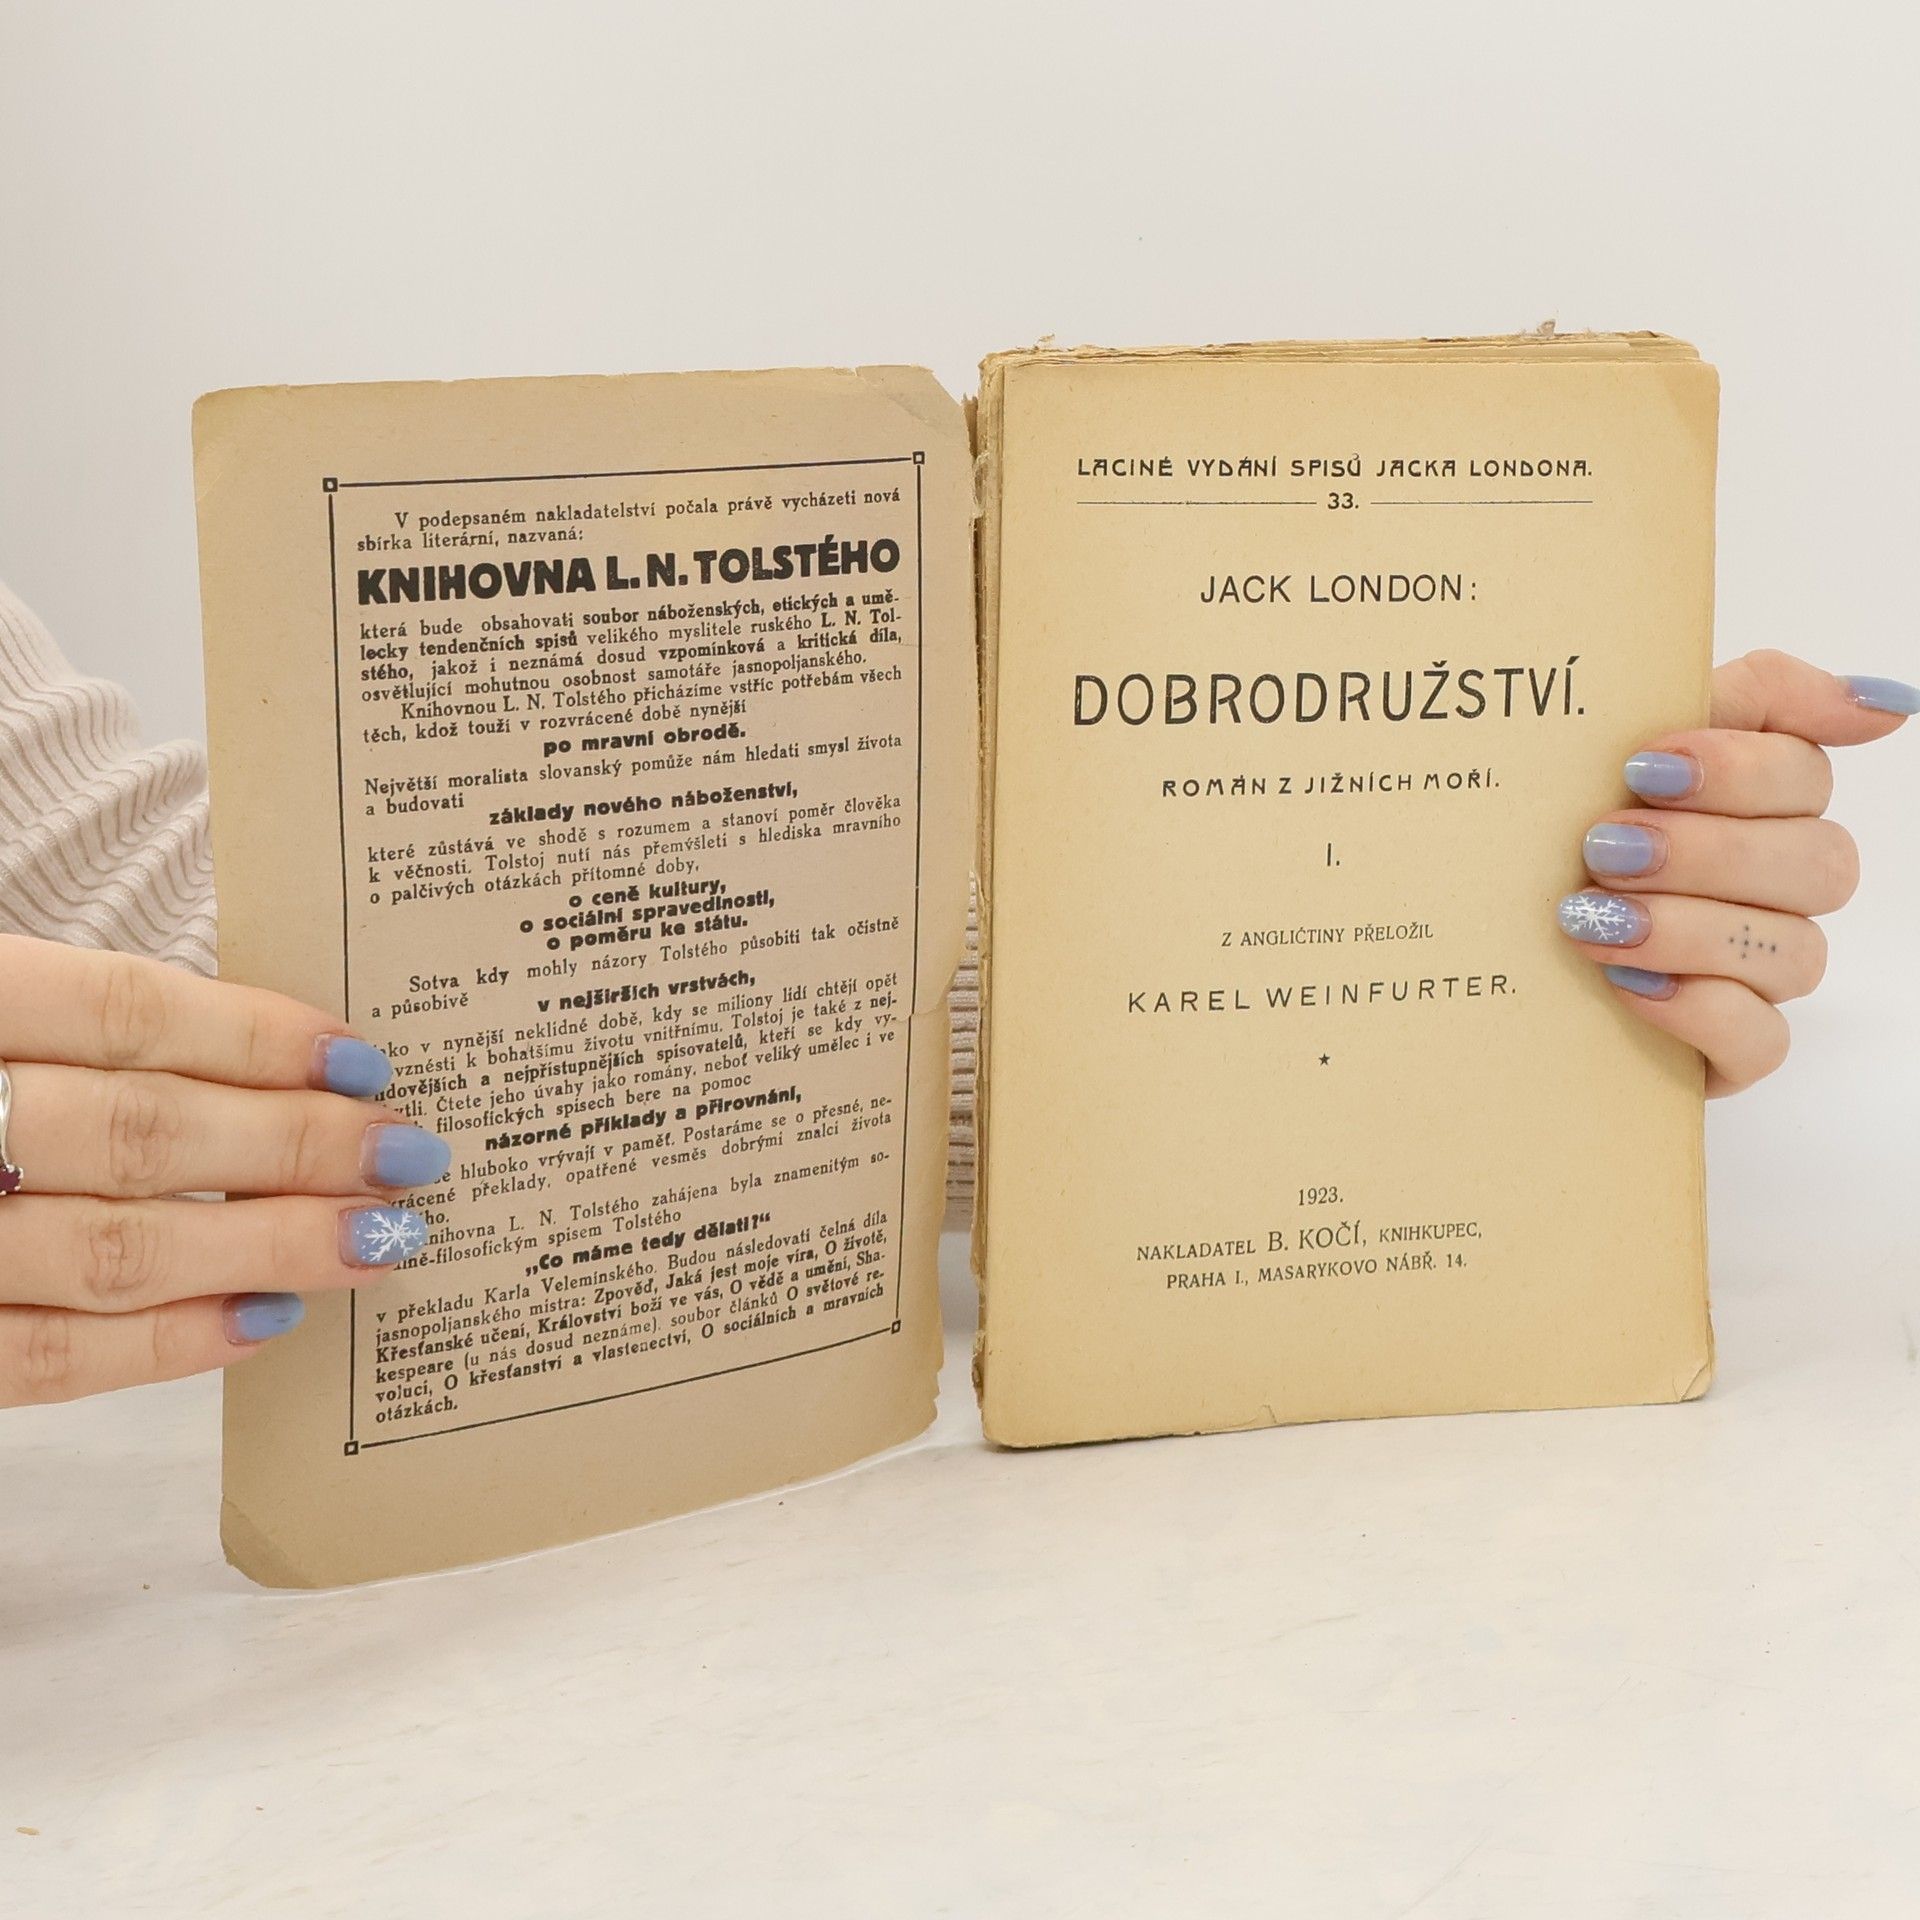 V podepsaném nakladatelství počala právě vycházeti nová
sbírka literární, nazvaná:
KNIHOVNA L. N. TOLSTÉHO
která bude obsahovati soubor náboženských, etických a umě-
lecky tendenčních spisů velikého myslitele ruského L. N. Tol-
stého, jakož i neznámá dosud vzpomínková a kritická díla,
osvětlující mohutnou osobnost samotáře jasnopoljanského.
Knihovnou L. N. Tolstého přicházíme vstříc potřebám všech
těch, kdož touží v rozvrácené době nynější
po mravní obrodě.
Největší moralista slovanský pomůže nám hledati smysl života
a budovati
základy nového náboženství,
které zůstává ve shodě s rozumem a stanoví poměr člověka
k věčnosti. Tolstoj nutí nás přemýšleti s hlediska mravního
o palčivých otázkách přítomné doby,
o ceně kultury,
o sociální spravedlnosti,
o poměru ke státu.
Sotva kdy mohly názory Tolstého působiti tak očistně
a působivě
v nejširších vrstvách,
v nynější neklidné době, kdy se miliony lidí chtějí opět
k bohatšímu životu vnitřnímu. Tolstoj je také z nej-
a nejpřístupnějších spisovatelů, kteří se kdy vy-
Čtete jeho úvahy jako romány, neboť veliký umělec i ve
filosofických spisech bere na pomoc
názorné příklady a přirovnání,
hluboko vrývají v paměť. Postaráme se o přesné, ne-
překlady, opatřené vesměs dobrými znalci života
L. N. Tolstého zahájena byla znamenitým so-
spisem Tolstého
„Co máme tedy dělati?“
v překladu Karla Velemínského. Budou následovati čelná díla
jasnopoljanského mistra: Zpověď, Jaká jest moje víra, O životě,
Křesťanské učení, Království boží ve vás, O vědě a umění, Sha-
kespeare (u nás dosud neznáme), soubor článků O světové re-
voluci, O křesťanství a vlastenectví, O sociálních a mravních
otázkách.
LACINÉ VYDÁNÍ SPISŮ JACKA LONDONA.
33.
JACK LONDON:
DOBRODRUŽSTVÍ.
ROMÁN Z JIŽNÍCH MOŘÍ.
I.
Z ANGLIČTINY PŘELOŽIL
KAREL WEINFURTER.
1923.
NAKLADATEL B. KOČÍ, KNIHKUPEC,
PRAHA I., MASARYKOVO NÁBŘ. 14.